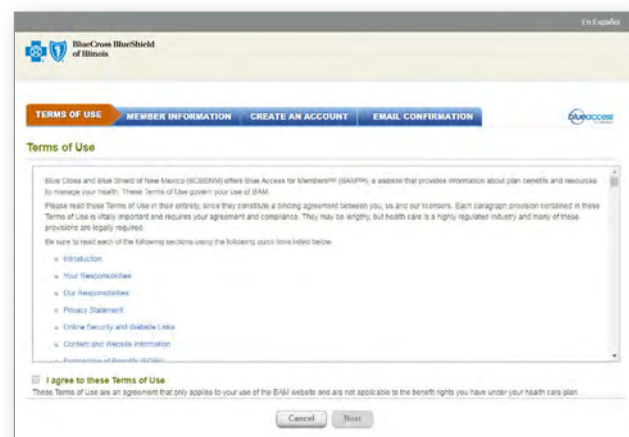 En Español
BlueCross BlueShield
of Illinois
TERMS OF USE
MEMBER INFORMATION
CREATE AN ACCOUNT
EMAIL CONFIRMATION
blueaccess
Terms of Use
Blue Cross and Blue Shield of New Mexico (BCBSNM) offers Blue Access for Members℠ (BAM℠), a website that provides information about plan benefits and resources
to manage your health. These Terms of Use govern your use of BAM.
Please read these Terms of Use in their entirety, since they constitute a binding agreement between you, us and our licensors. Each paragraph provision contained in these
Terms of Use is vitally important and requires your agreement and compliance. They may be lengthy, but health care is a highly regulated industry and many of these
provisions are legally required.
Be sure to read each of the following sections using the following quick links listed below.
Introduction
Your Responsibilities
Our Responsibilities
Privacy Statement
Online Security and Website Links
Content and Website Information
I agree to these Terms of Use
These Terms of Use are an agreement that only applies to your use of the BAM website and are not applicable to the benefit rights you have under your health care plan
Cancel
Next